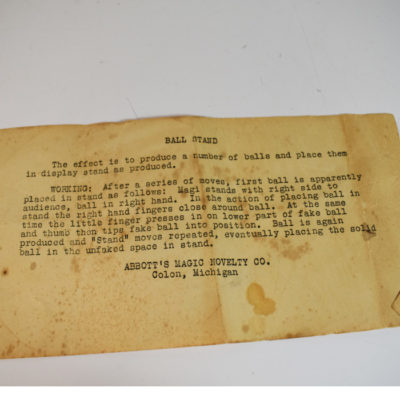 BALL STAND
The effect is to produce a number of balls and place them
in display stand as produced.
WORKING: After a series of moves, first ball is apparently
placed in stand as follows: Magi stands with right side to
audience, ball in right hand. In the action of placing ball in
stand the right hand fingers close around ball. At the same
time the little finger presses in on lower part of fake ball
and thumb then tips fake ball into position. Ball is again
produced and "Stand" moves repeated, eventually placing the solid
ball in the unfaked space in stand.
ABBOTT'S MAGIC NOVELTY CO.
Colon, Michigan